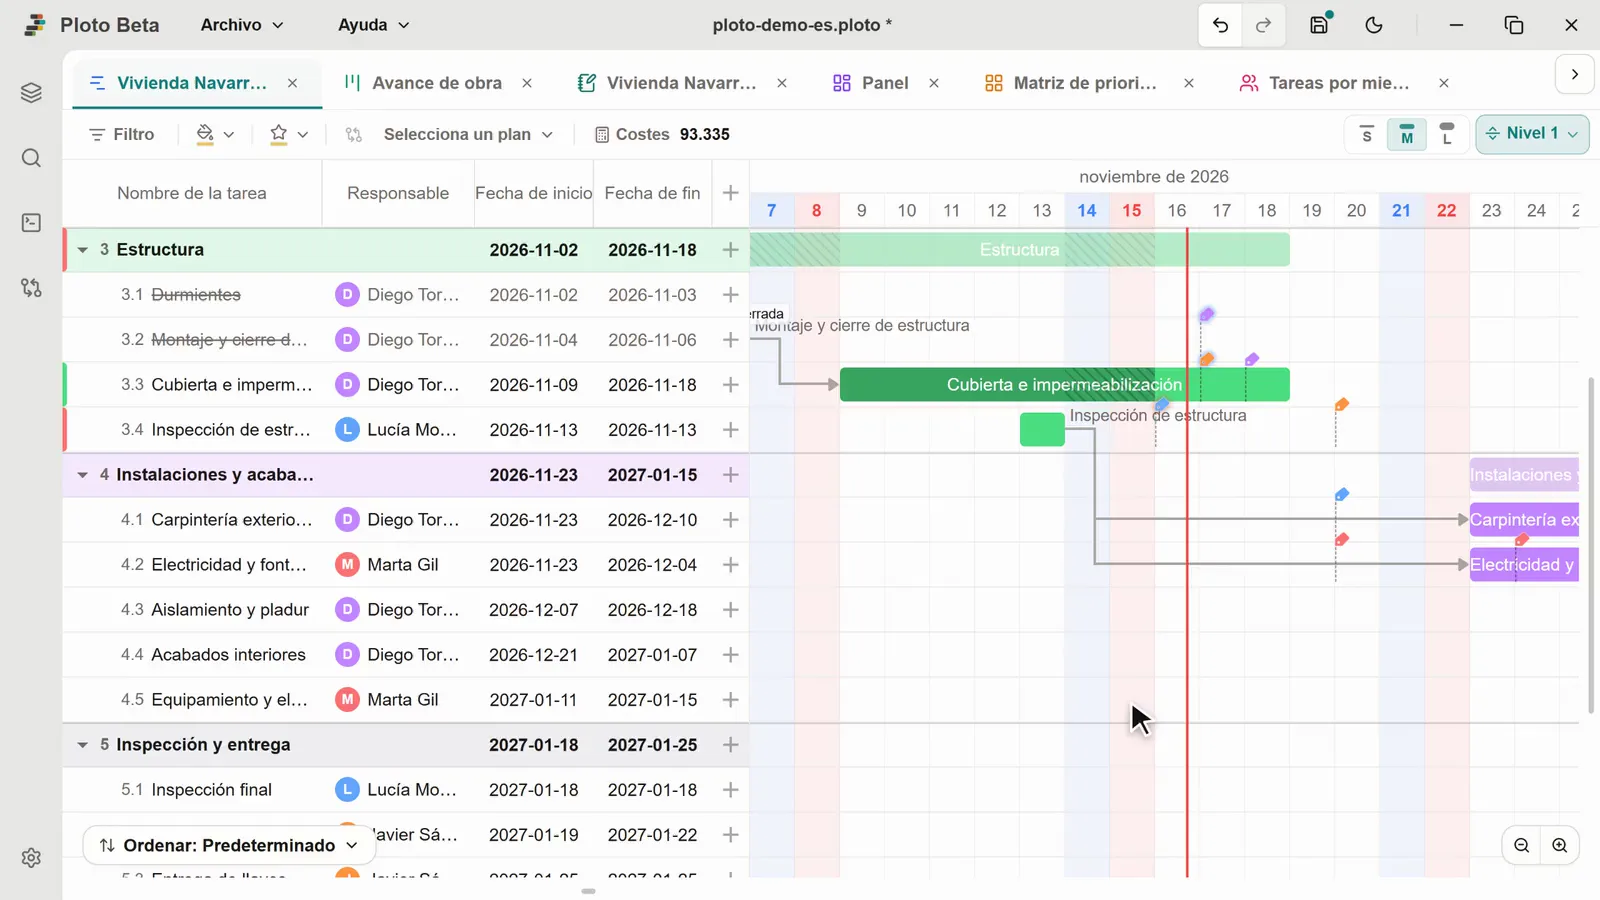 Ploto Beta
Archivo
Ayuda
ploto-demo-es.ploto *
Vivienda Navarr...
Avance de obra
Vivienda Navarr...
Panel
Matriz de priori...
Tareas por mie...
Filtro
Selecciona un plan
Costes 93.335
S
M
L
Nivel 1
Nombre de la tarea
Responsable
Fecha de inicio
Fecha de fin
noviembre de 2026
7 8 9 10 11 12 13 14 15 16 17 18 19 20 21 22 23 24 2
3 Estructura 2026-11-02 2026-11-18
Estructura
3.1 Durmientes D Diego Tor... 2026-11-02 2026-11-03
errada
Montaje y cierre de estructura
3.2 Montaje y cierre d... D Diego Tor... 2026-11-04 2026-11-06
3.3 Cubierta e imperm... D Diego Tor... 2026-11-09 2026-11-18
Cubierta e impermeabilización
Inspección de estructura
3.4 Inspección de estr... L Lucía Mo... 2026-11-13 2026-11-13
4 Instalaciones y acaba... 2026-11-23 2027-01-15
Instalaciones y
4.1 Carpintería exterio... D Diego Tor... 2026-11-23 2026-12-10
Carpintería ex
4.2 Electricidad y font... M Marta Gil 2026-11-23 2026-12-04
Electricidad y
4.3 Aislamiento y pladur D Diego Tor... 2026-12-07 2026-12-18
4.4 Acabados interiores D Diego Tor... 2026-12-21 2027-01-07
4.5 Equipamiento y el... M Marta Gil 2027-01-11 2027-01-15
5 Inspección y entrega 2027-01-18 2027-01-25
5.1 Inspección final L Lucía Mo... 2027-01-18 2027-01-18
Javier Sá... 2027-01-19 2027-01-22
Ordenar: Predeterminado